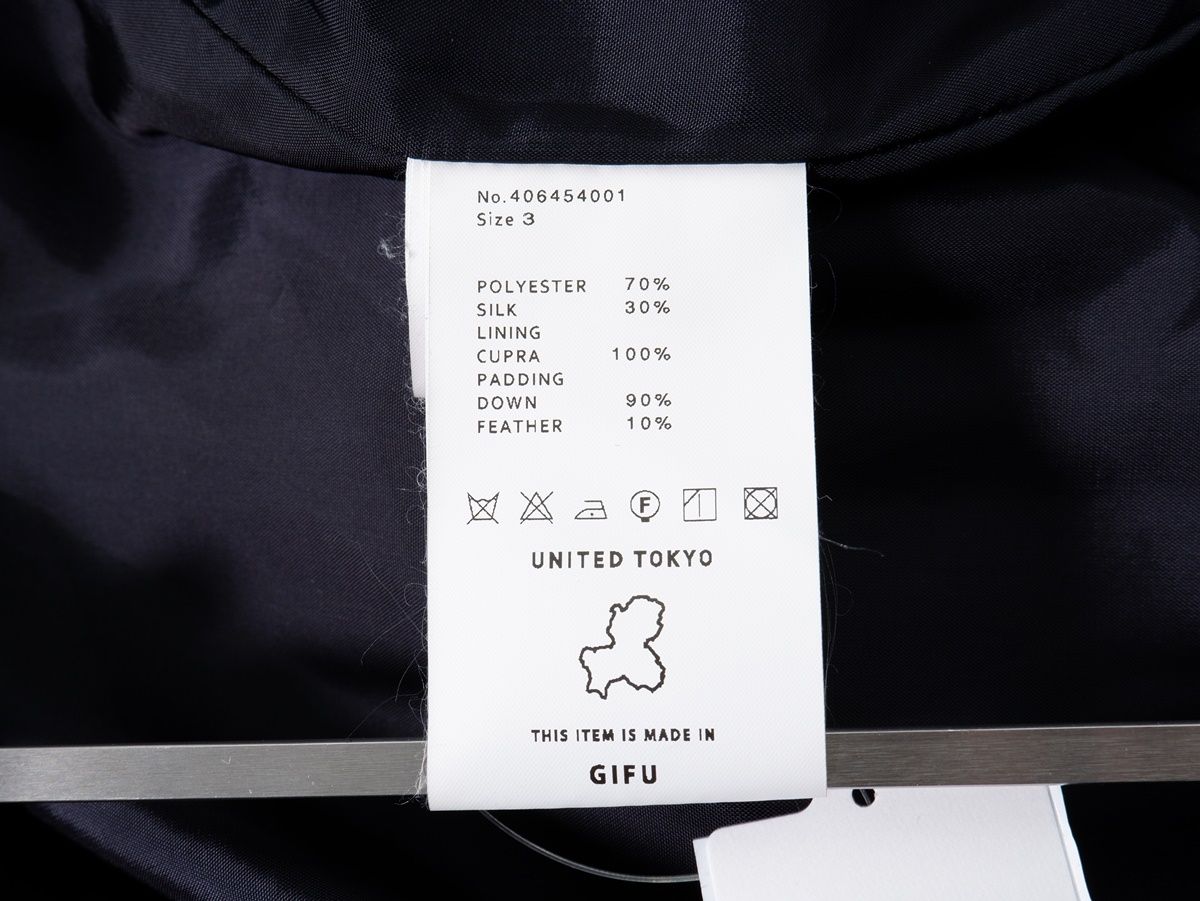 No.406454001
Size 3
POLYESTER 70%
SILK 30%
LINING
CUPRA 100%
PADDING
DOWN 90%
FEATHER 10%
F
UNITED TOKYO
THIS ITEM IS MADE IN
GIFU